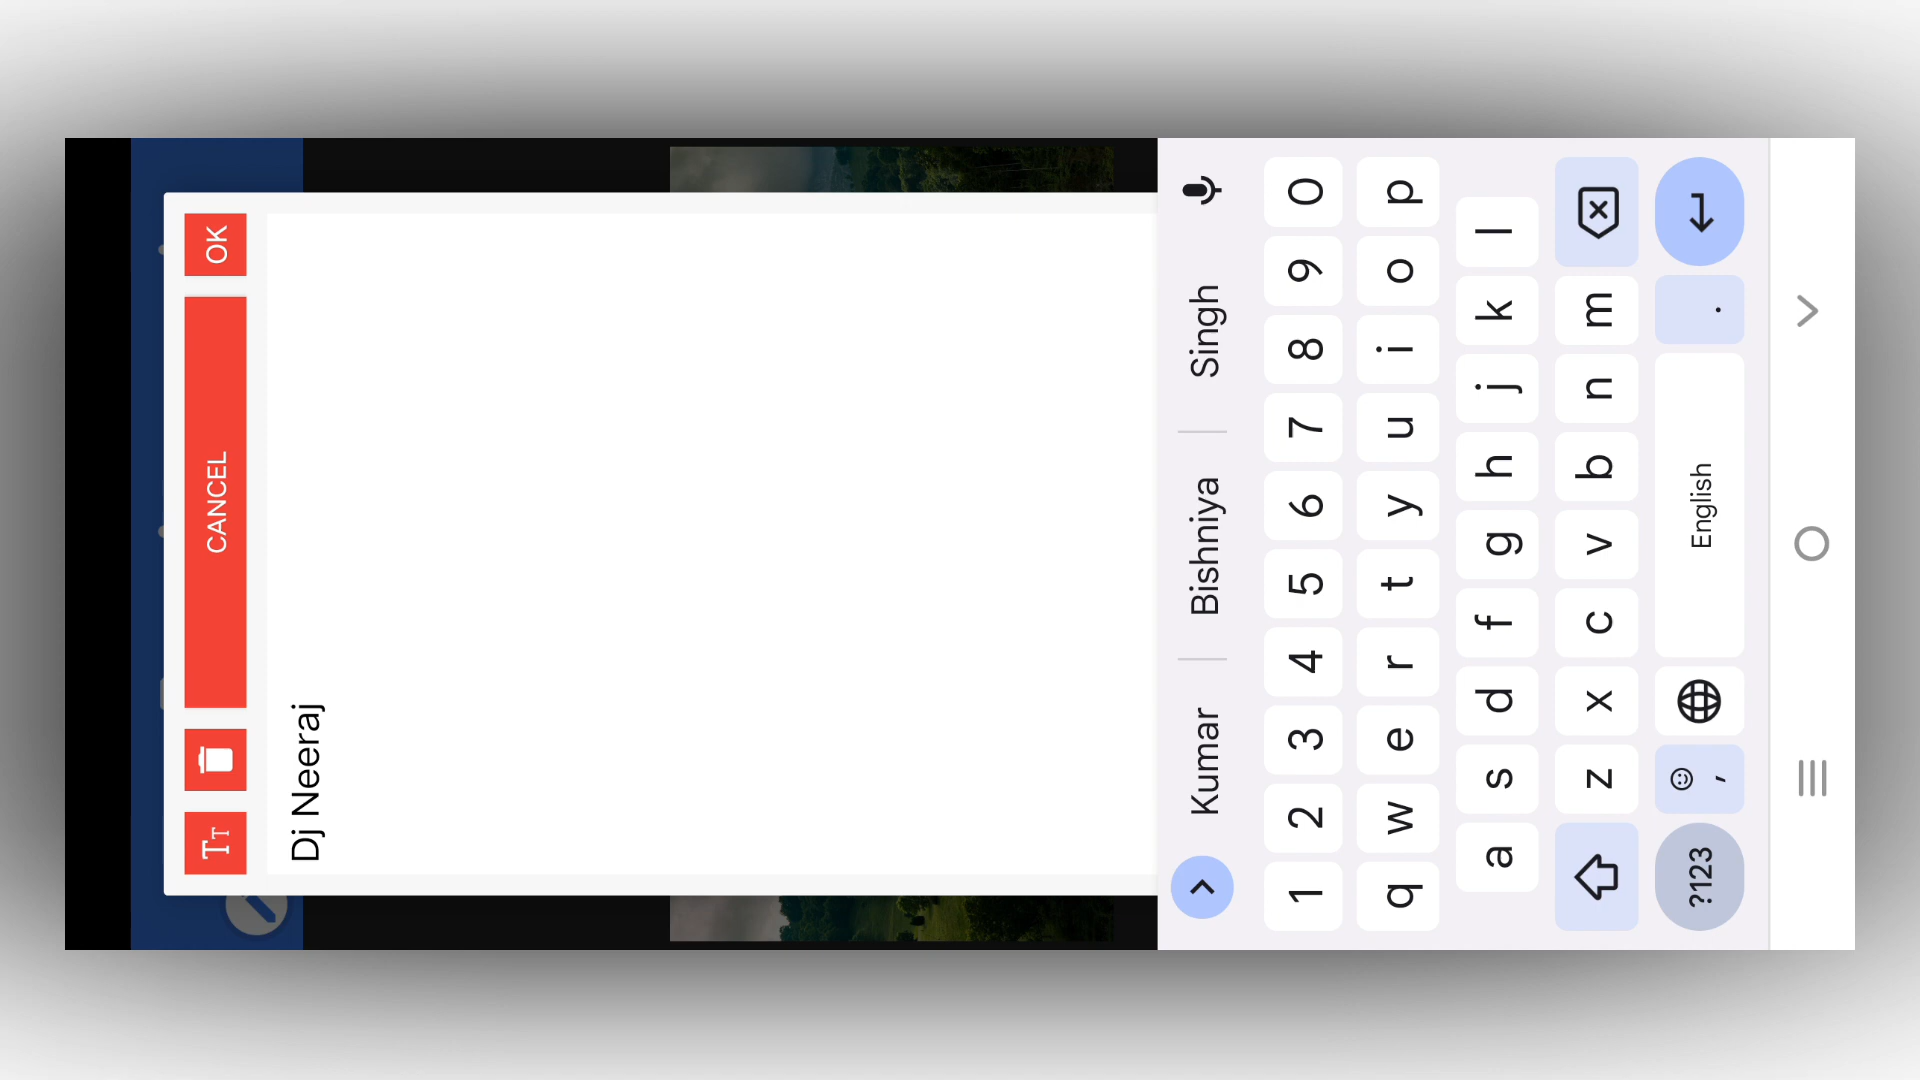 TT CANCEL OK
Dj Neeraj
Kumar Bishniya Singh
1 2 3 4 5 6 7 8 9 0
q w e r t y u i o p
a s d f g h j k l
z x c v b n m
?123 , English .